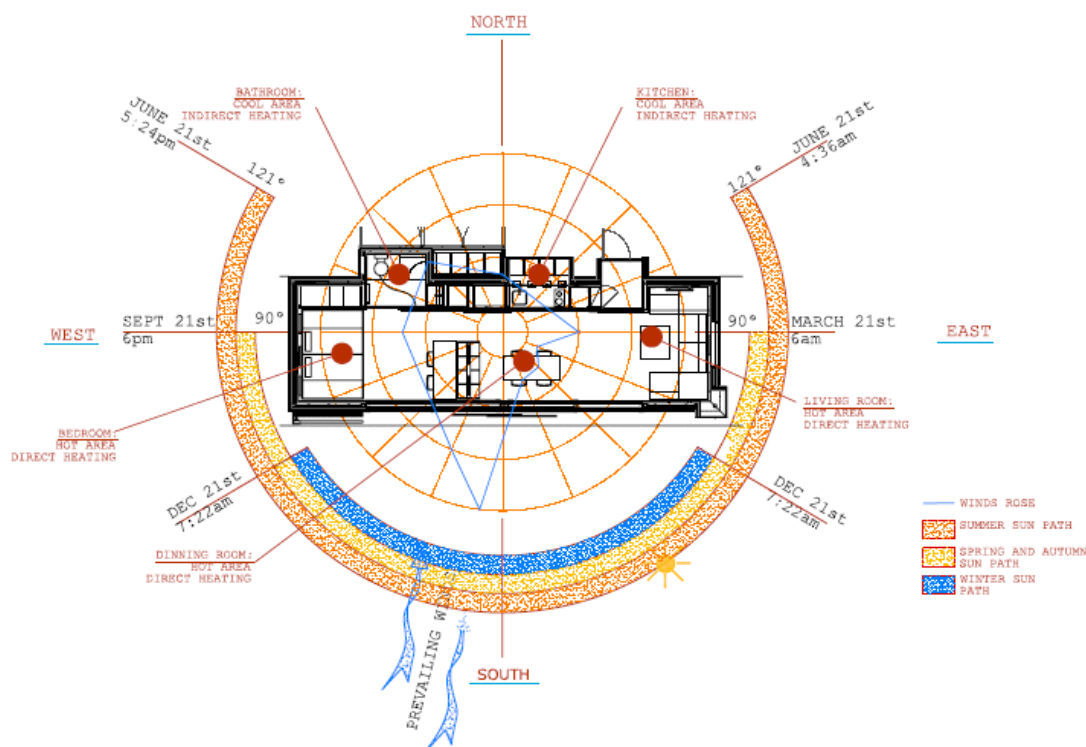 NORTH
BATHROOM:
COOL AREA
INDIRECT HEATING
KITCHEN:
COOL AREA
INDIRECT HEATING
JUNE 21st
5:24pm
121°
JUNE 21st
4:36am
121°
WEST
SEPT 21st
6pm
90°
90°
MARCH 21st
6am
EAST
BEDROOM:
HOT AREA
DIRECT HEATING
LIVING ROOM:
HOT AREA
DIRECT HEATING
DEC 21st
7:22am
DEC 21st
7:22am
DINNING ROOM:
HOT AREA
DIRECT HEATING
PREVAILING
SOUTH
WINDS ROSE
SUMMER SUN PATH
SPRING AND AUTUMN
SUN PATH
WINTER SUN
PATH